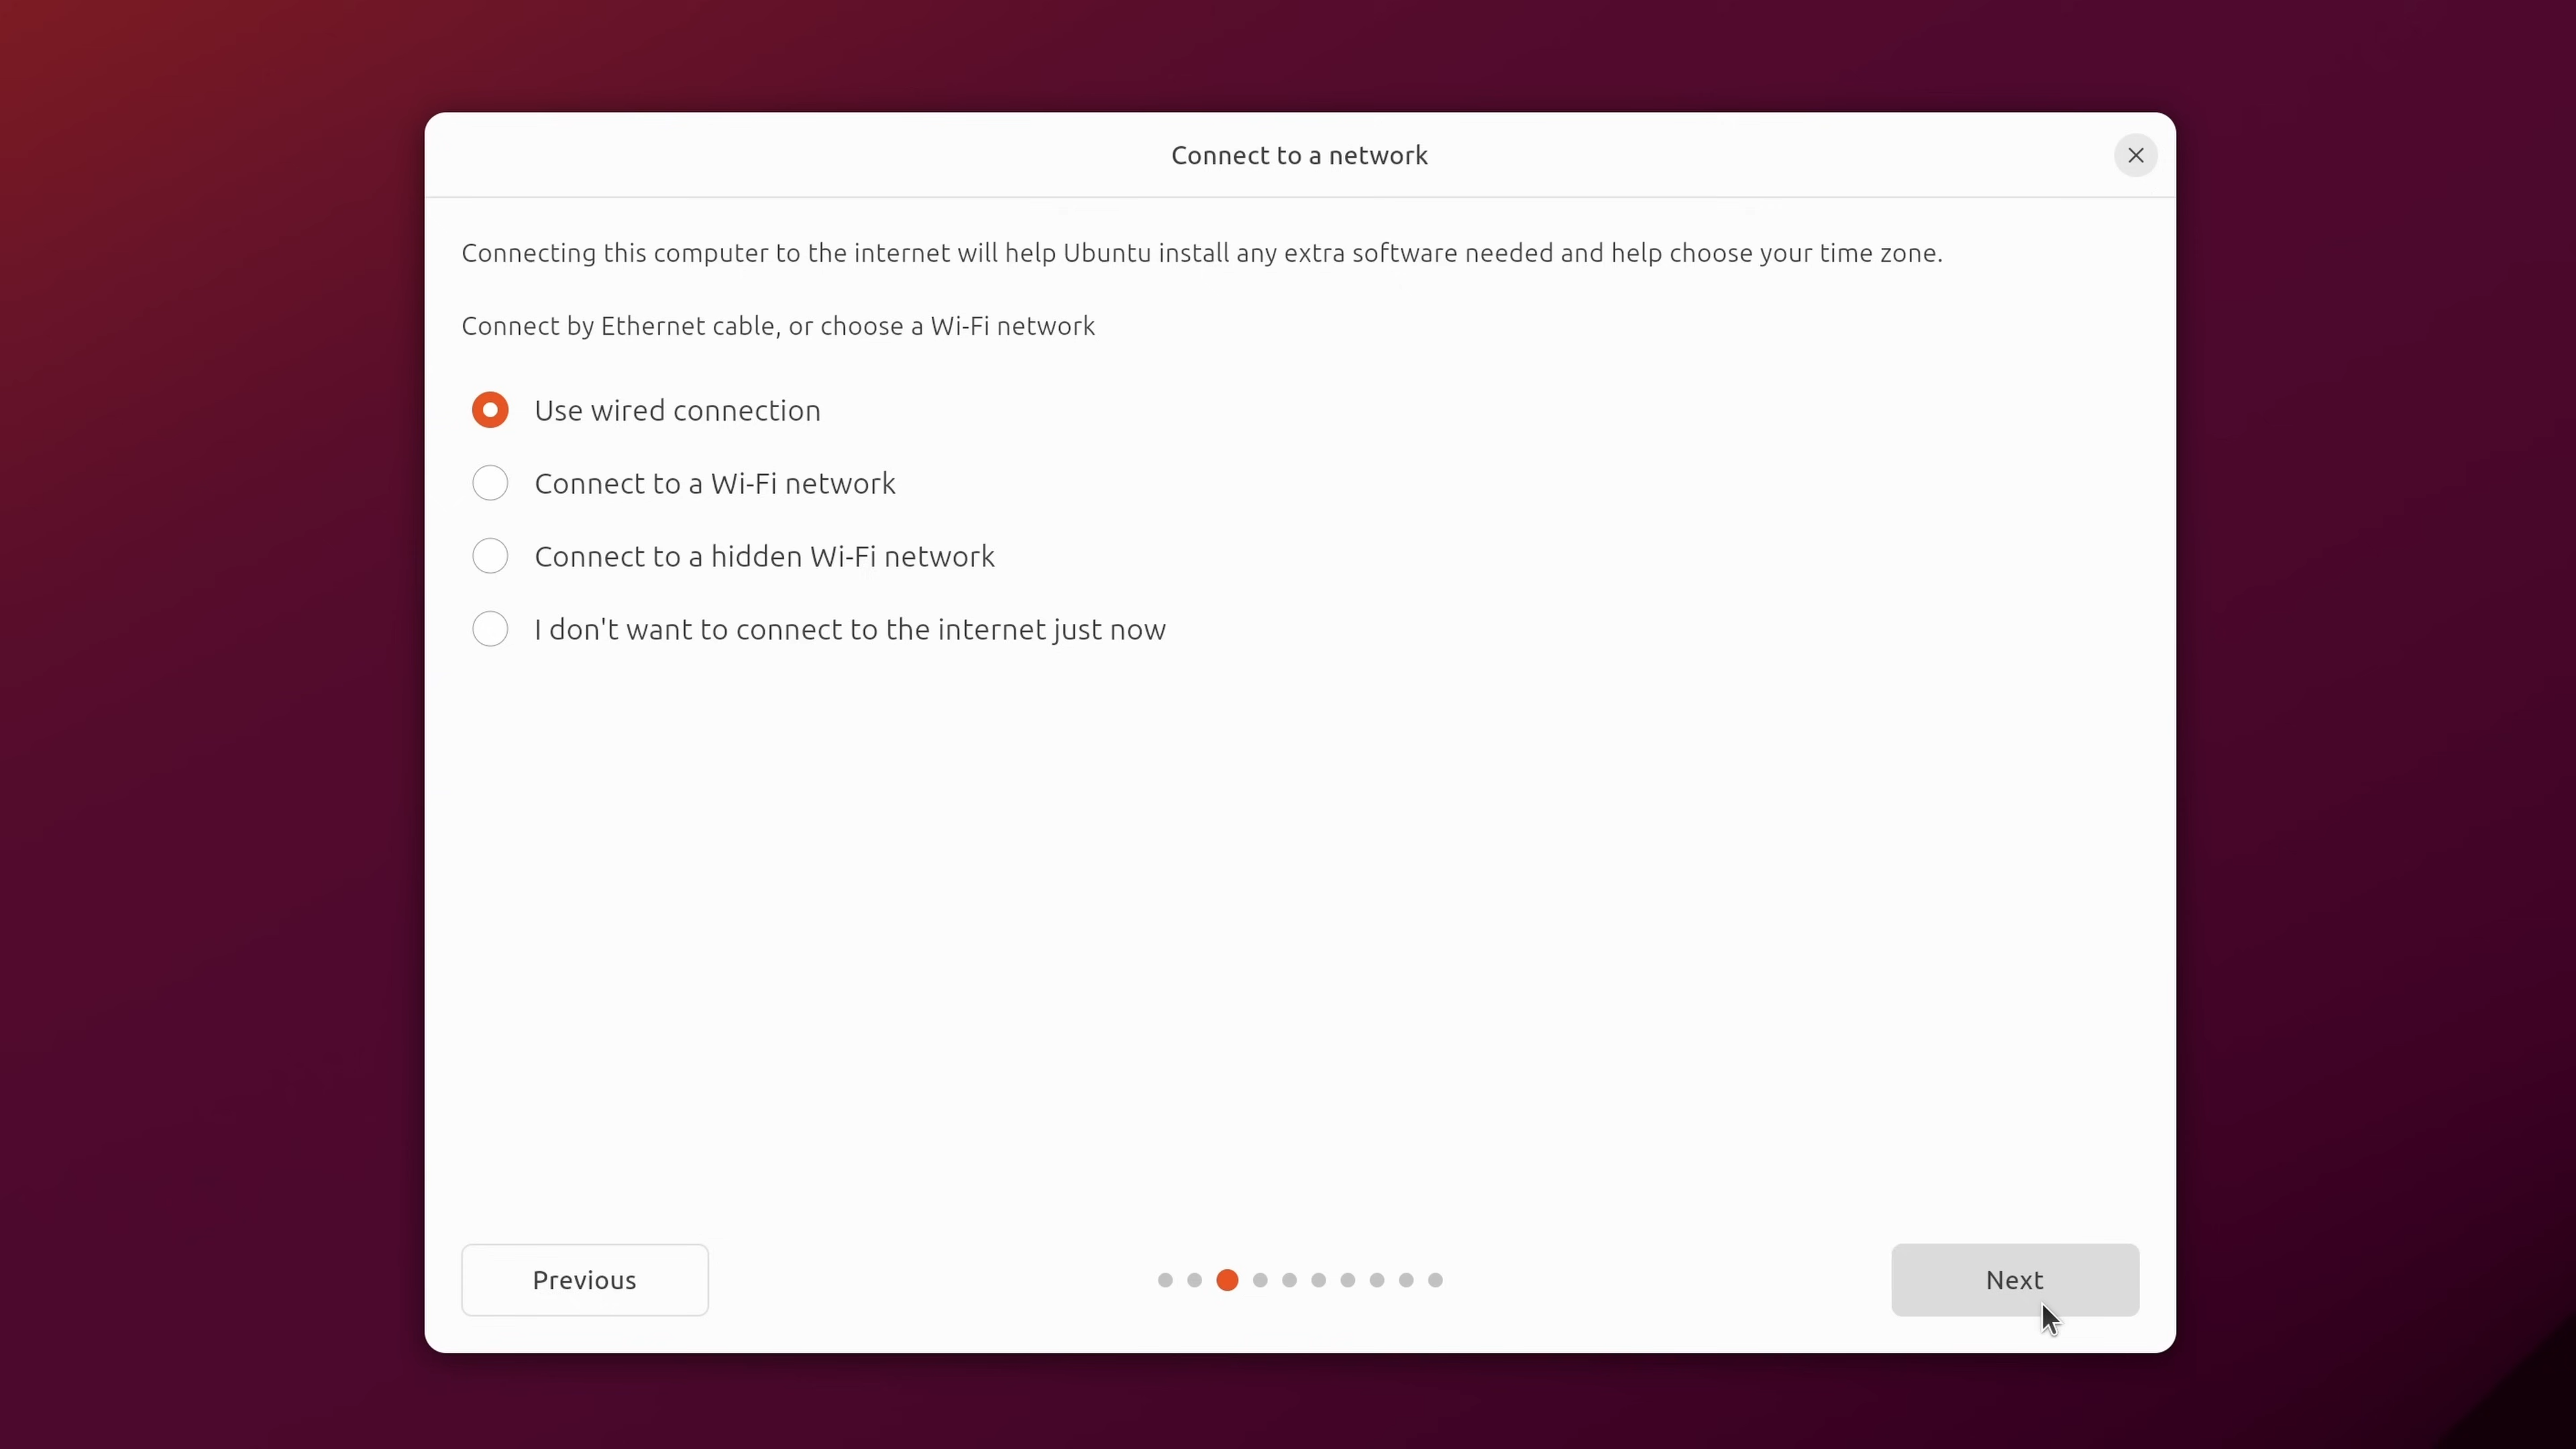 Connect to a network
Connecting this computer to the internet will help Ubuntu install any extra software needed and help choose your time zone.
Connect by Ethernet cable, or choose a Wi-Fi network
Use wired connection
Connect to a Wi-Fi network
Connect to a hidden Wi-Fi network
I don't want to connect to the internet just now
Previous
Next